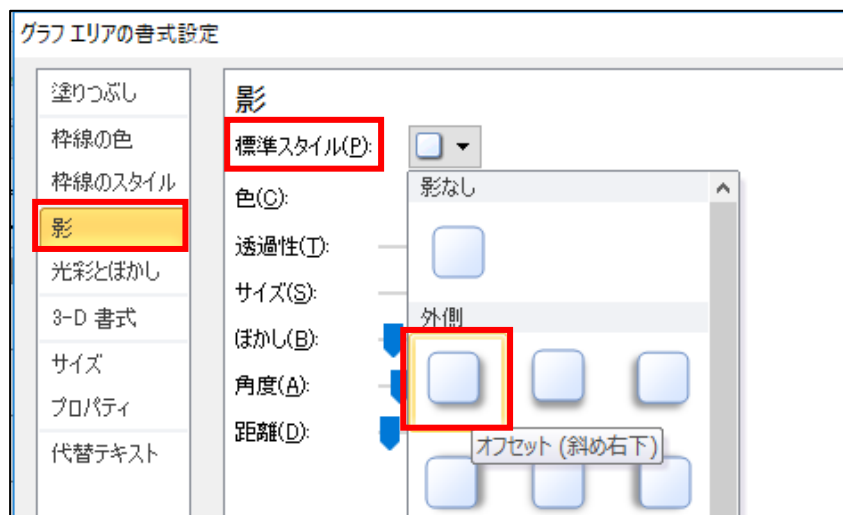 グラフ エリアの書式設定
塗りつぶし
枠線の色
枠線のスタイル
影
光彩とぼかし
3-D 書式
サイズ
プロパティ
代替テキスト
影
標準スタイル(P):
色(C):
透過性(T):
サイズ(S):
ぼかし(B):
角度(A):
距離(D):
影なし
外側
オフセット (斜め右下)